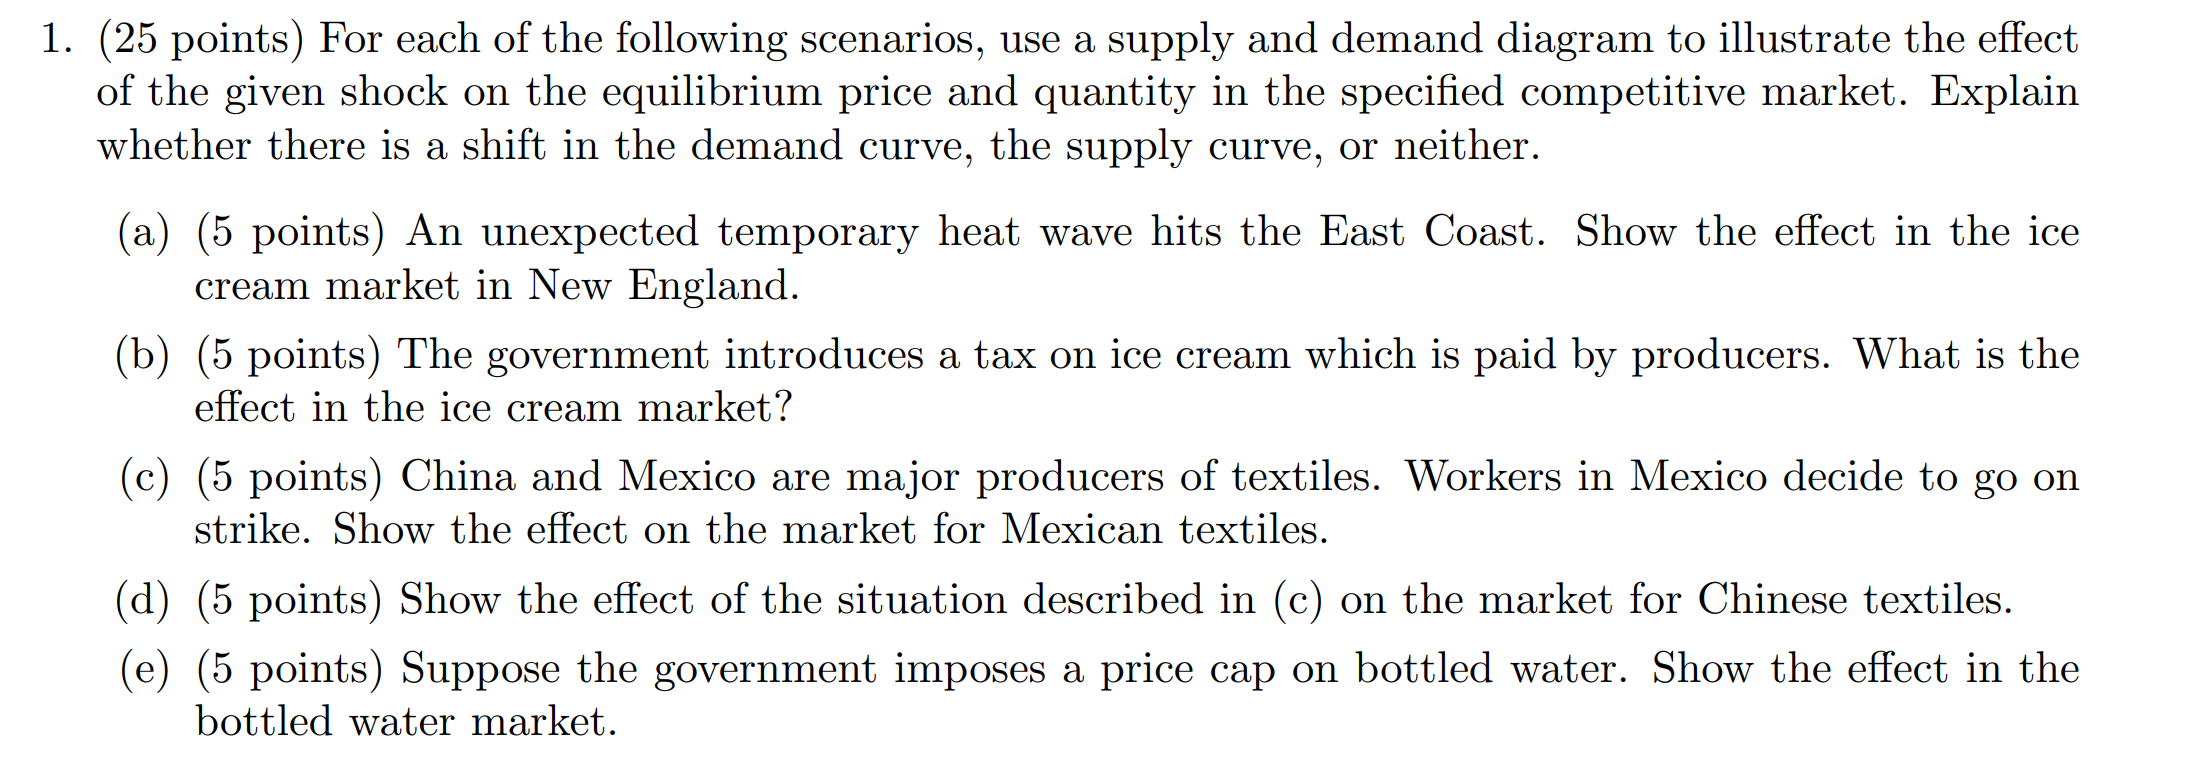 1. (25 points) For each of the following scenarios, use a supply and demand diagram to illustrate the effect
of the given shock on the equilibrium price and quantity in the specified competitive market. Explain
whether there is a shift in the demand curve, the supply curve, or neither.
(a) (5 points) An unexpected temporary heat wave hits the East Coast. Show the effect in the ice
cream market in New England.
(b) (5 points) The government introduces a tax on ice cream which is paid by producers. What is the
effect in the ice cream market?
(c) (5 points) China and Mexico are major producers of textiles. Workers in Mexico decide to go on
strike. Show the effect on the market for Mexican textiles.
(d) (5 points) Show the effect of the situation described in (c) on the market for Chinese textiles.
(e) (5 points) Suppose the government imposes a price cap on bottled water. Show the effect in the
bottled water market.